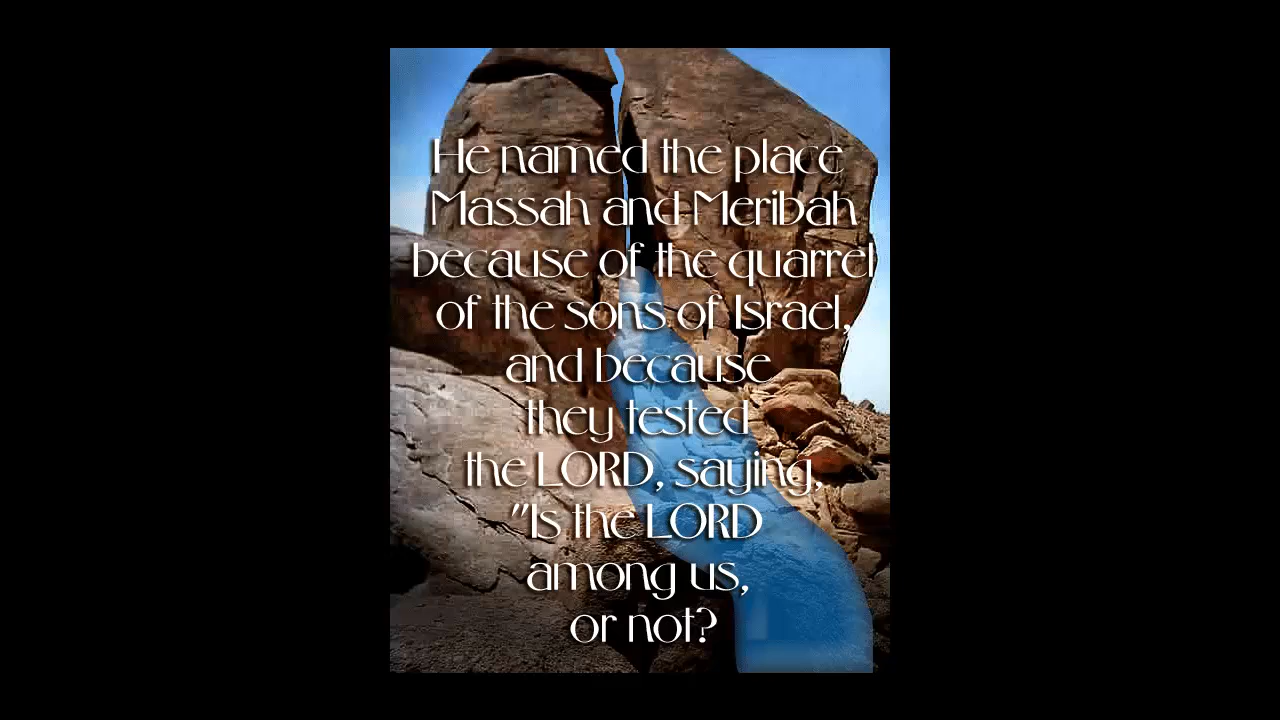 He named the place
Massah and Meribah
because of the quarrel
of the sons of Israel,
and because
they tested
the LORD, saying,
"Is the LORD
among us,
or not?